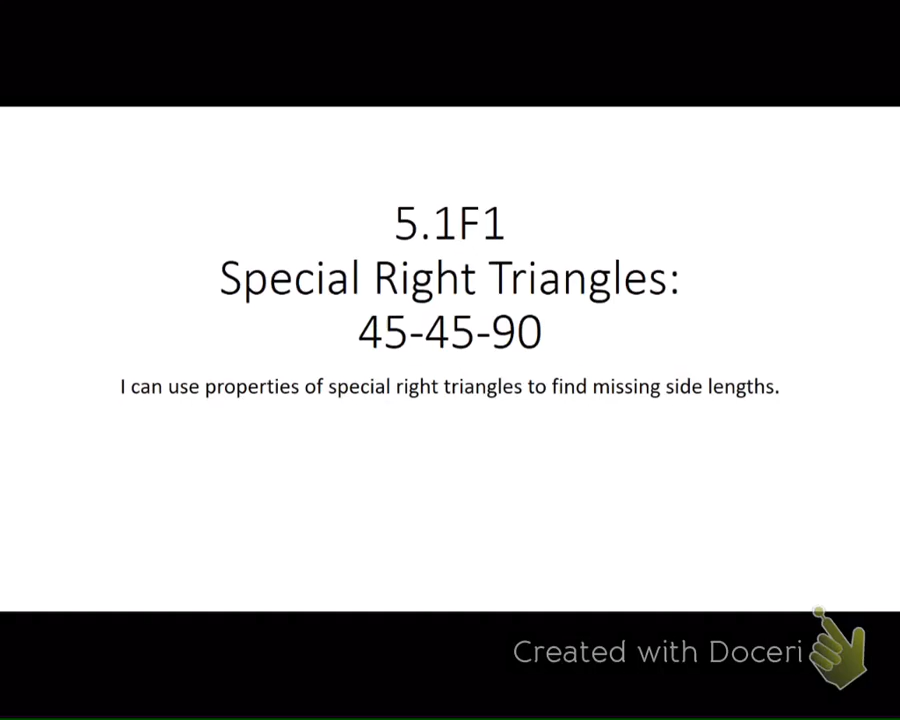 5.1F1
Special Right Triangles:
45-45-90
I can use properties of special right triangles to find missing side lengths.
Created with Doceri